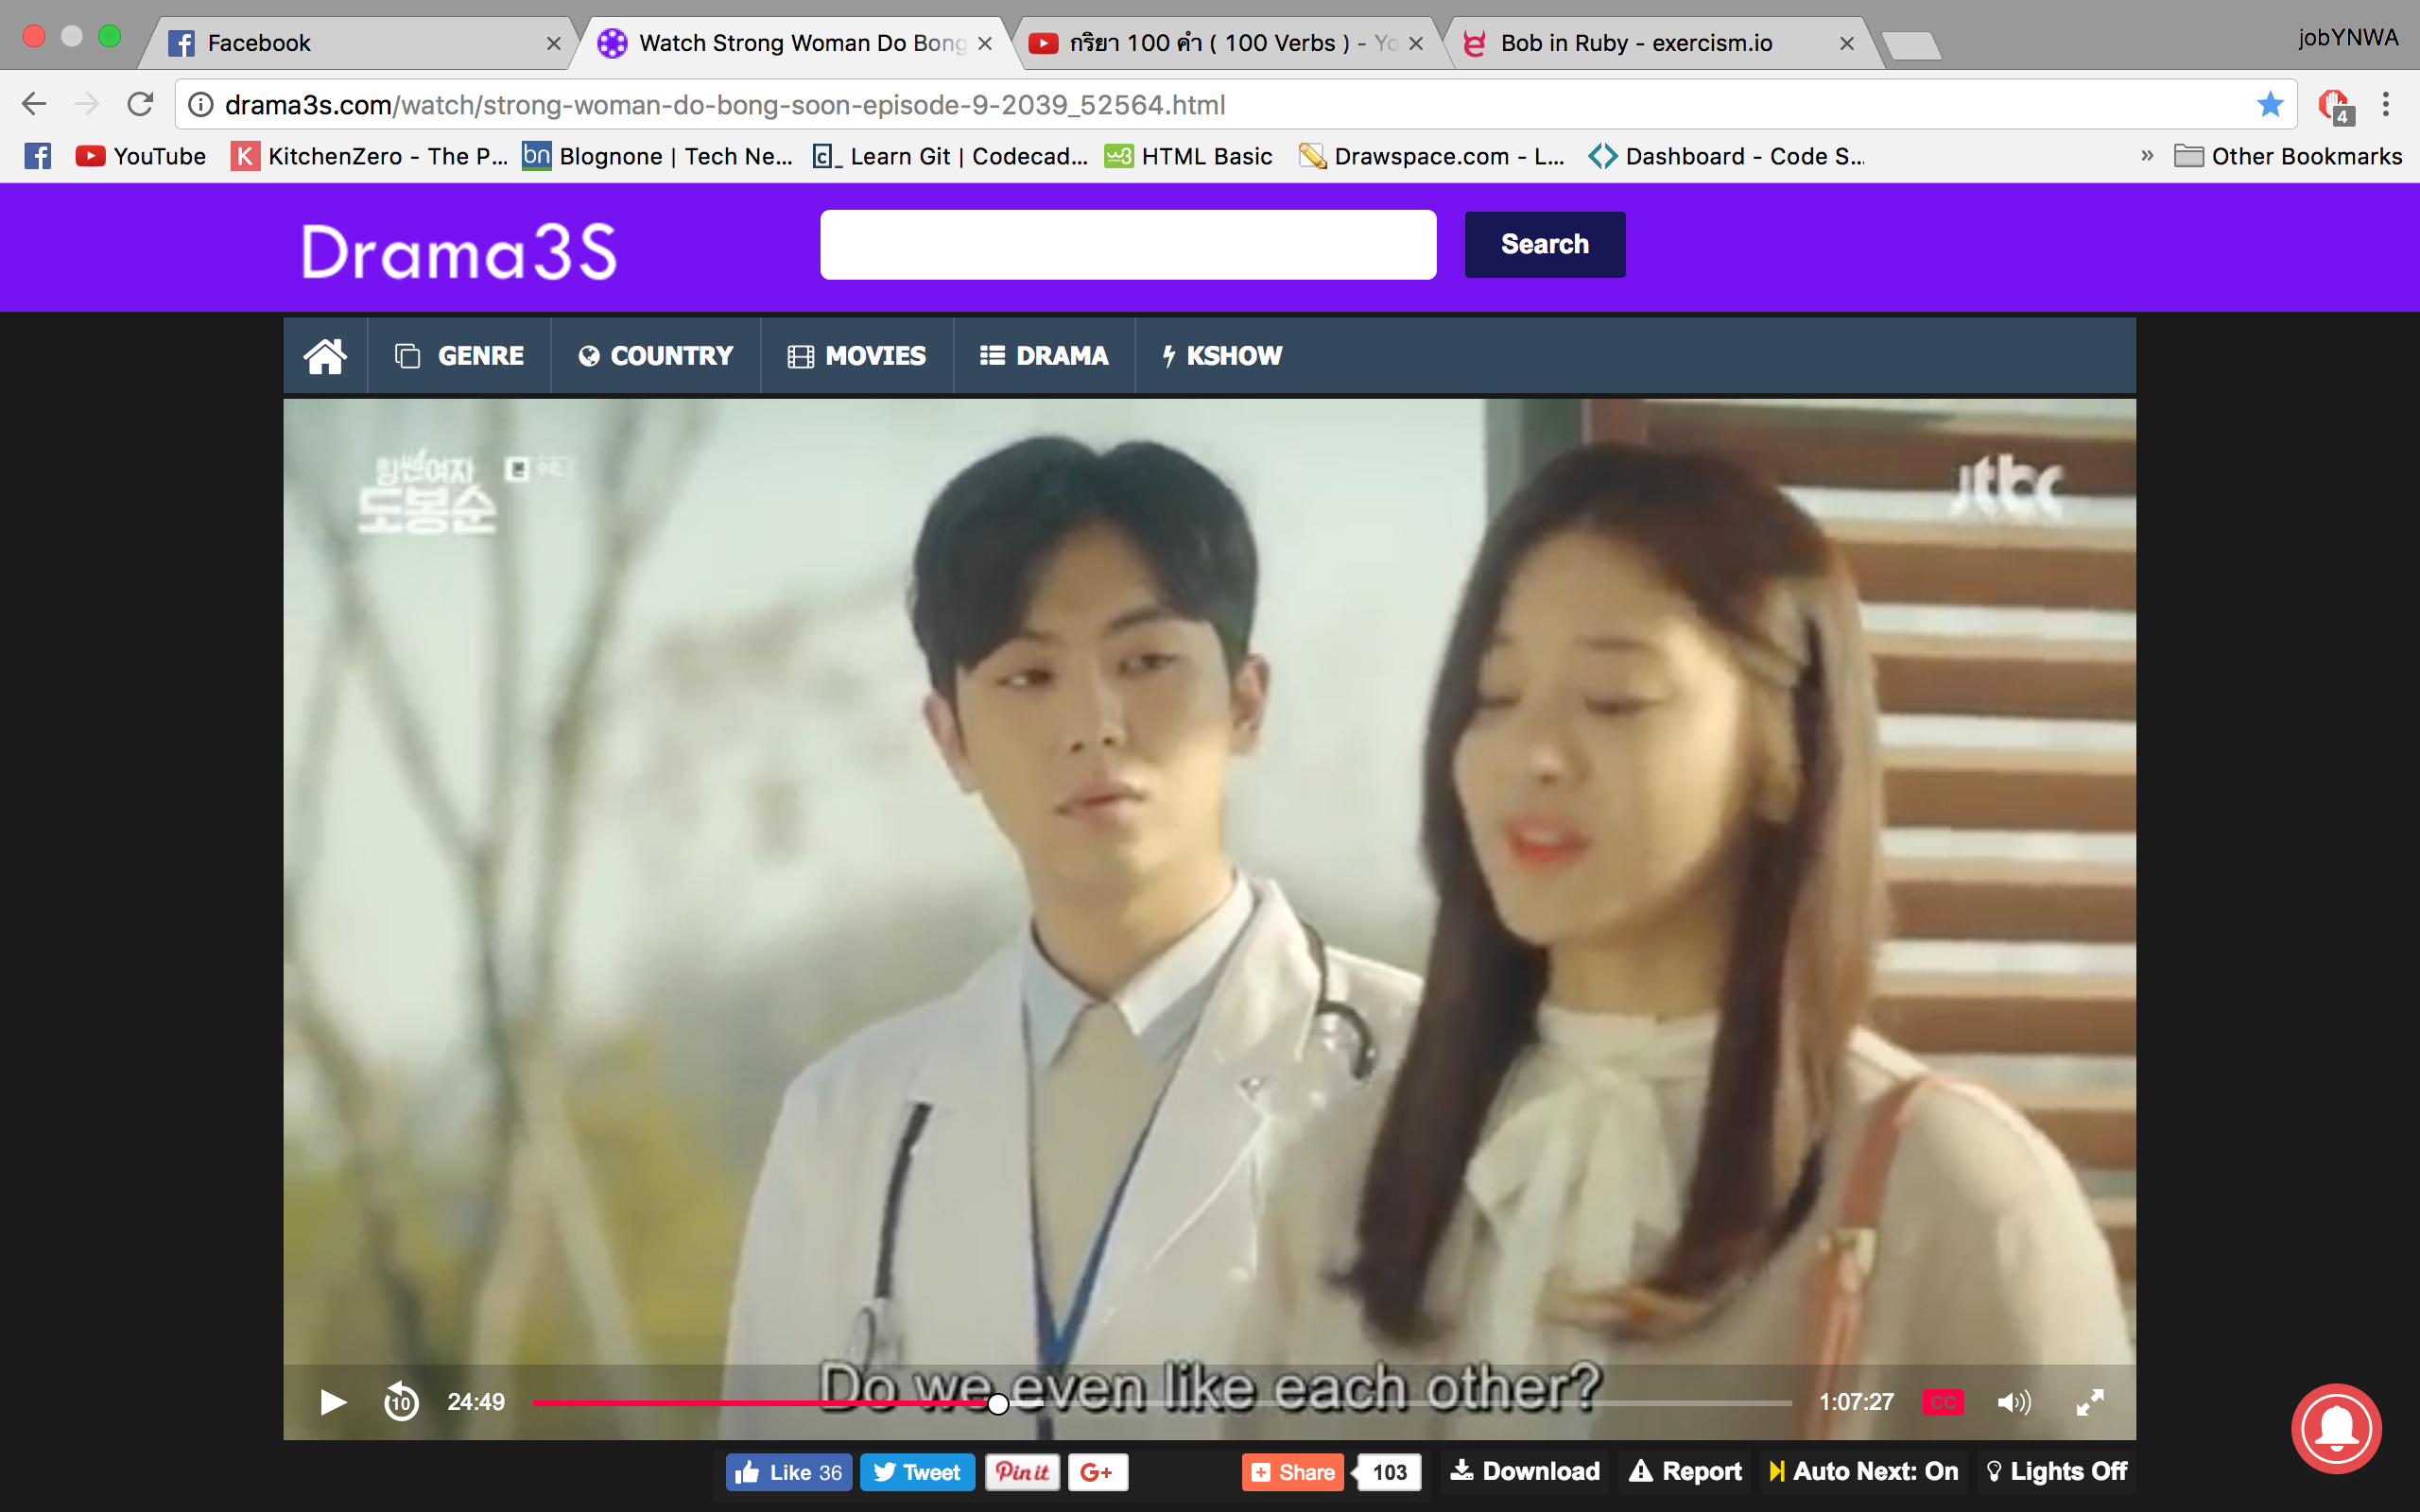 Facebook
Watch Strong Woman Do Bong
กริยา 100 คำ ( 100 Verbs ) - Yo
Bob in Ruby - exercism.io
jobYNWA
drama3s.com/watch/strong-woman-do-bong-soon-episode-9-2039_52564.html
4
YouTube
K
KitchenZero - The P...
bn
Blognone | Tech Ne...
Learn Git | Codecad...
HTML Basic
Drawspace.com - L...
Dashboard - Code S...
»
Other Bookmarks
Drama3S
Search
GENRE
COUNTRY
MOVIES
DRAMA
KSHOW
힘쎈여자
도봉순
jtbc
Do we even like each other?
10
24:49
1:07:27
CC
Like 36
Tweet
Pin it
G+
Share
103
Download
Report
Auto Next: On
Lights Off